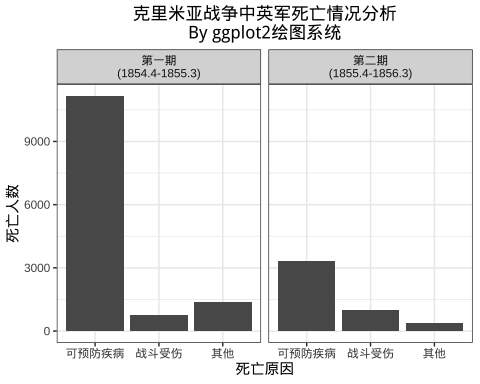 克里米亚战争中英军死亡情况分析
By ggplot2绘图系统
第一期
(1854.4-1855.3)
第二期
(1855.4-1856.3)
死亡人数
9000
6000
3000
0
可预防疾病 战斗受伤 其他
可预防疾病 战斗受伤 其他
死亡原因